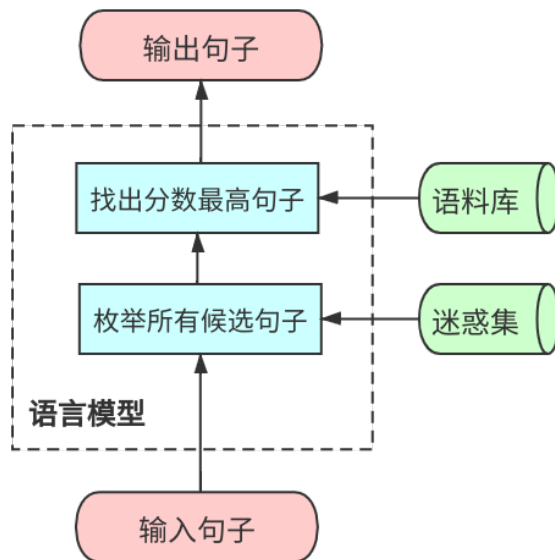 输出句子
找出分数最高句子
语料库
枚举所有候选句子
迷惑集
语言模型
输入句子